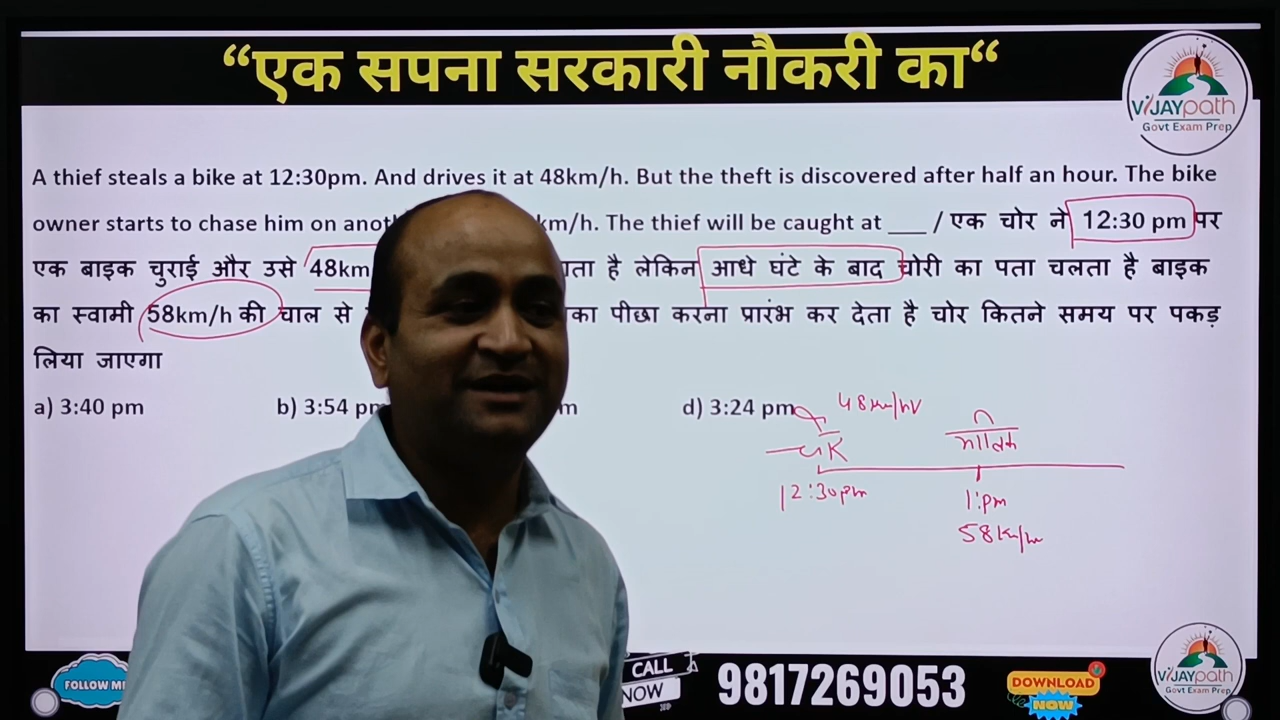 “एक सपना सरकारी नौकरी का“
VIJAYpath
Govt Exam Prep
A thief steals a bike at 12:30pm. And drives it at 48km/h. But the theft is discovered after half an hour. The bike
owner starts to chase him on anot km/h. The thief will be caught at ___ / एक चोर ने 12:30 pm पर
एक बाइक चुराई और उसे 48km ता है लेकिन आधे घंटे के बाद चोरी का पता चलता है बाइक
का स्वामी 58km/h की चाल से का पीछा करना प्रारंभ कर देता है चोर कितने समय पर पकड़
लिया जाएगा
a) 3:40 pm b) 3:54 pm m d) 3:24 pm
48km/hr
मालिक
12:30pm 1:pm
58km/hr
FOLLOW ME
CALL
NOW
9817269053
DOWNLOAD
NOW
VIJAYpath
Govt Exam Prep